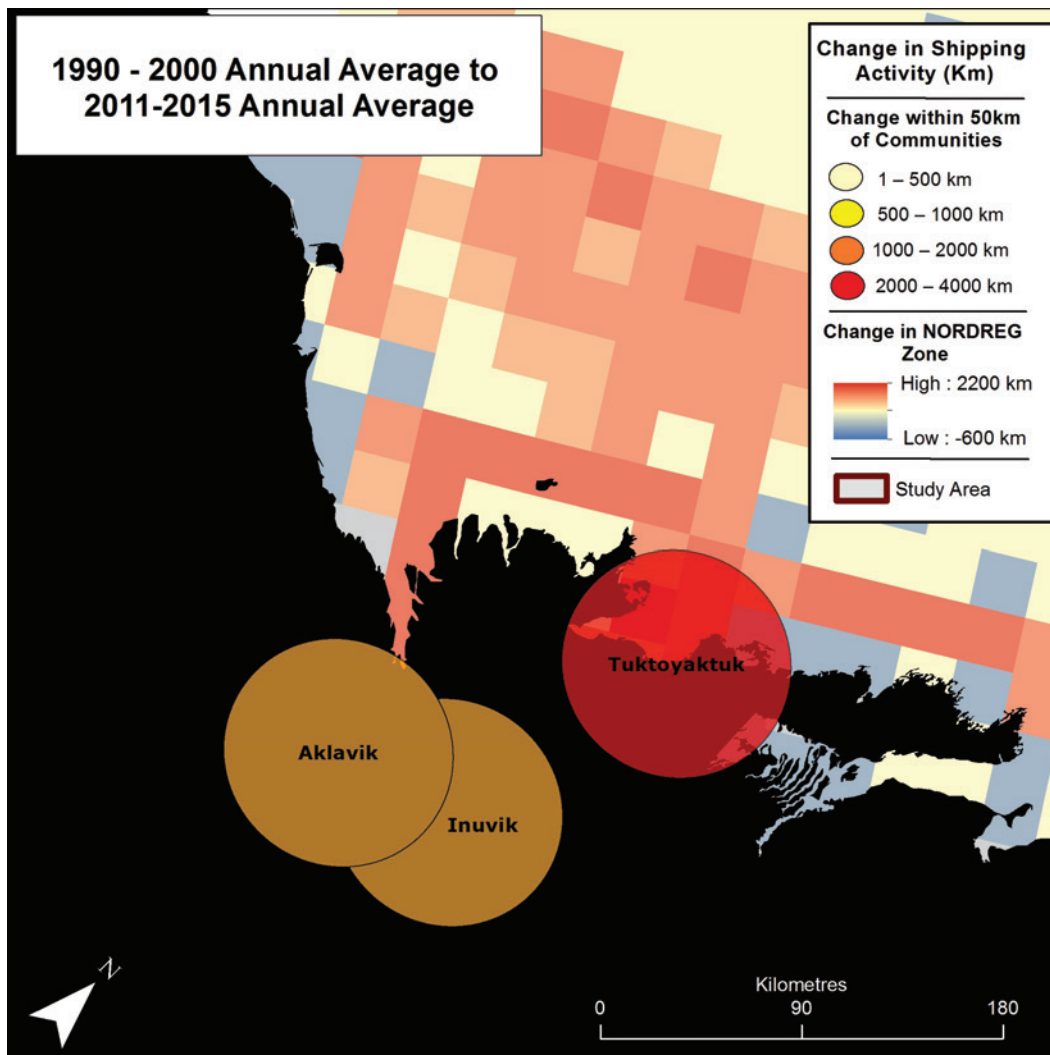 1990 - 2000 Annual Average to
2011-2015 Annual Average
Change in Shipping
Activity (Km)
Change within 50km
of Communities
1 – 500 km
500 – 1000 km
1000 – 2000 km
2000 – 4000 km
Change in NORDREG
Zone
High : 2200 km
Low : -600 km
Study Area
Tuktoyaktuk
Aklavik
Inuvik
N
Kilometres
0 90 180